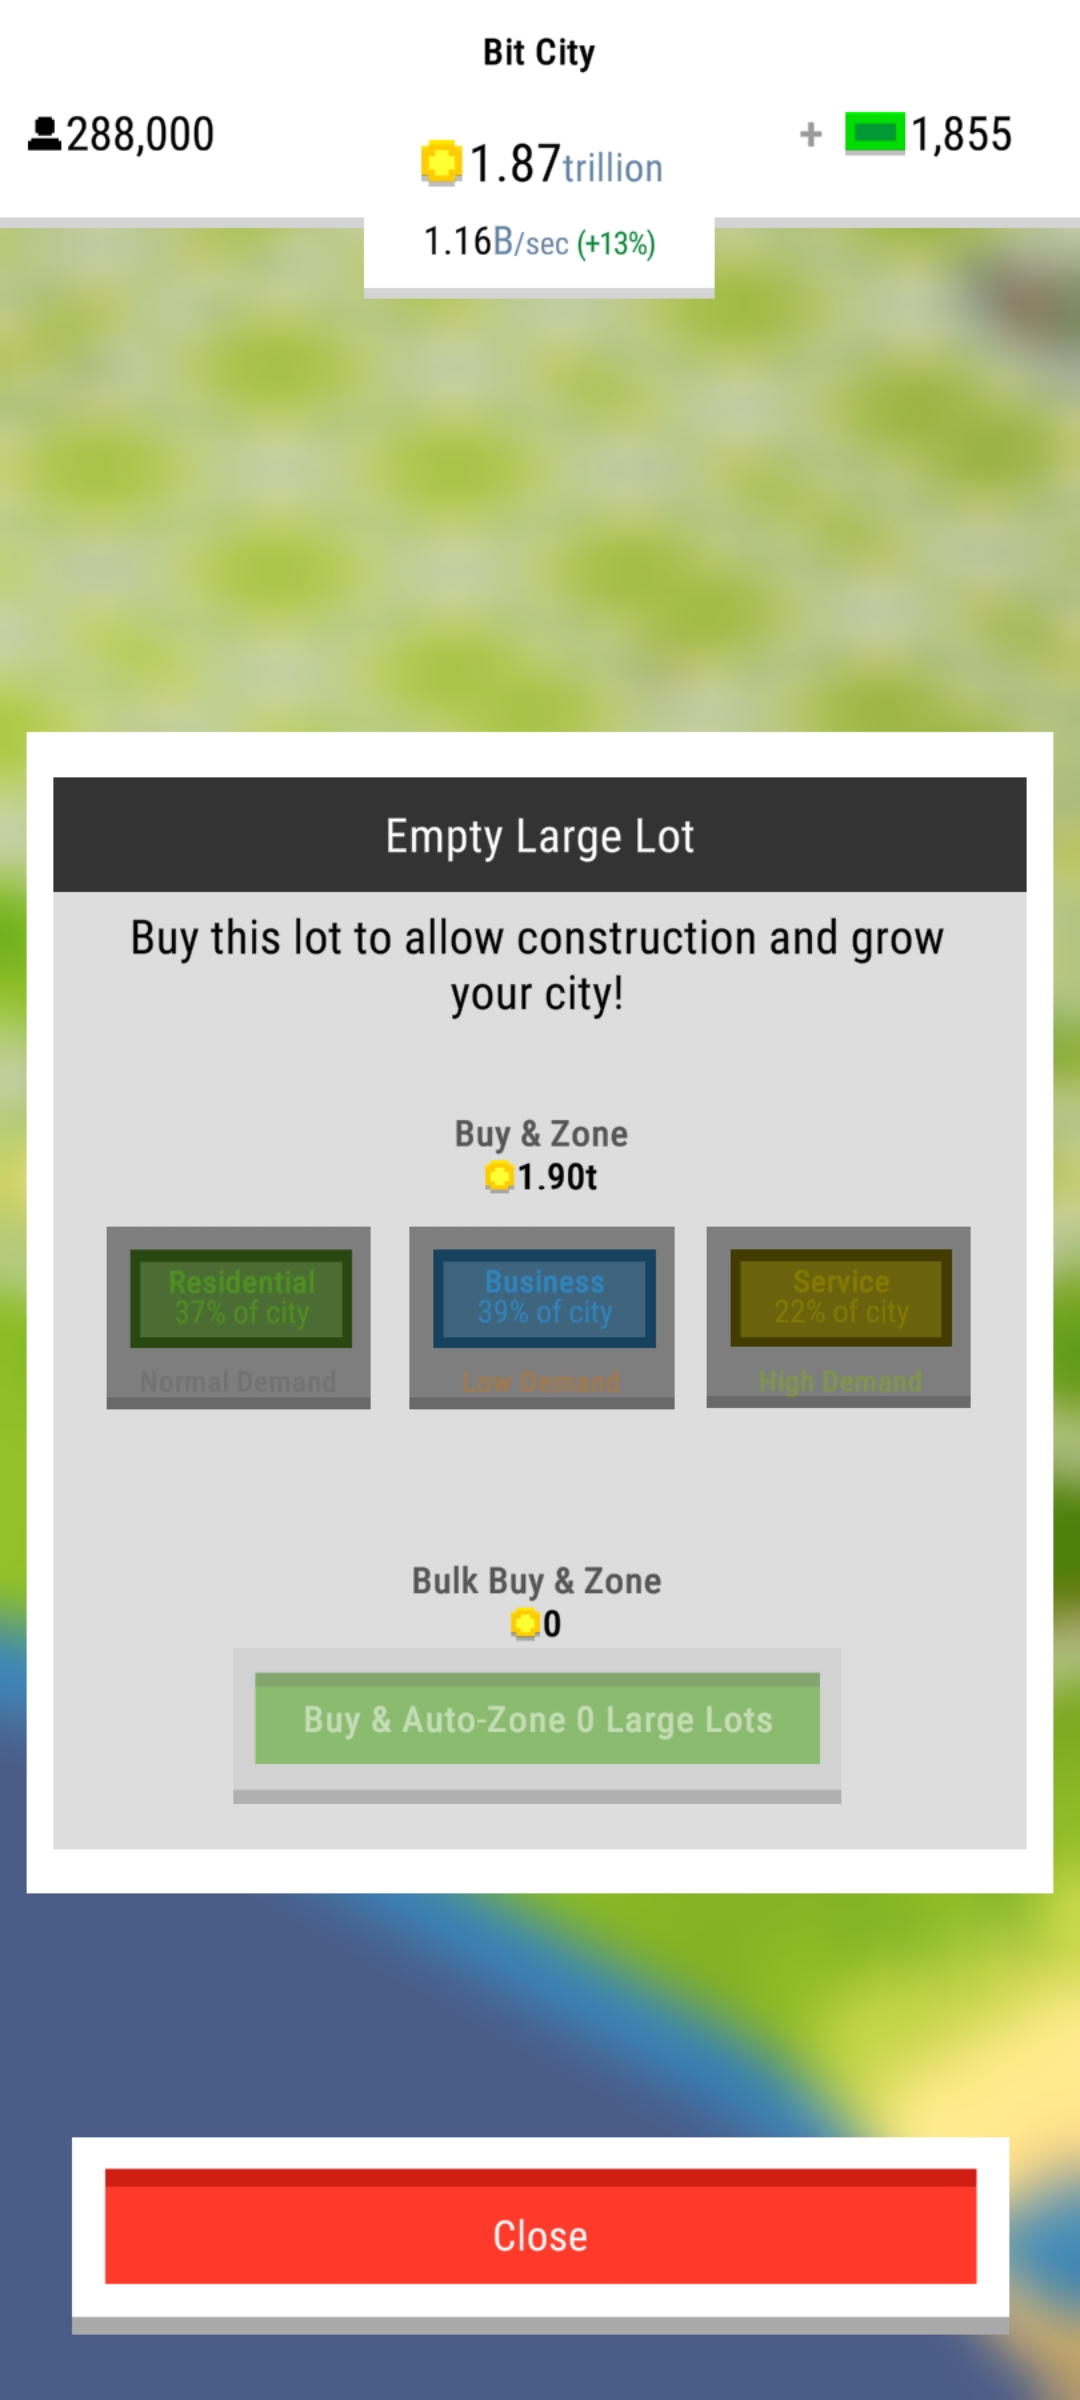 Bit City
288,000
1.87trillion
+ 1,855
1.16B/sec (+13%)
Empty Large Lot
Buy this lot to allow construction and grow
your city!
Buy & Zone
1.90t
Residential
37% of city
Normal Demand
Business
39% of city
Low Demand
Service
22% of city
High Demand
Bulk Buy & Zone
0
Buy & Auto-Zone 0 Large Lots
Close